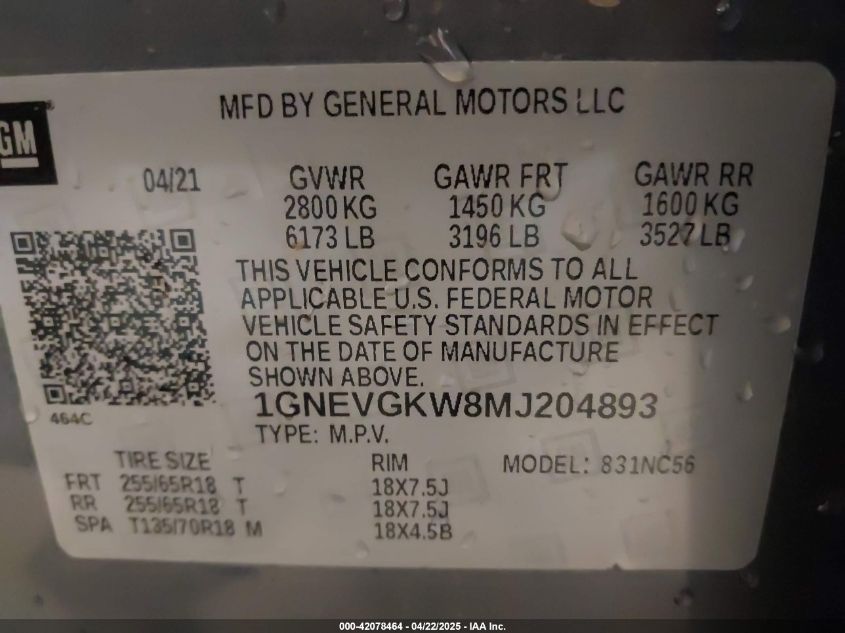 MFD BY GENERAL MOTORS LLC
GM
04/21 GVWR GAWR FRT GAWR RR
2800 KG 1450 KG 1600 KG
6173 LB 3196 LB 3527 LB
THIS VEHICLE CONFORMS TO ALL
APPLICABLE U.S. FEDERAL MOTOR
VEHICLE SAFETY STANDARDS IN EFFECT
ON THE DATE OF MANUFACTURE
SHOWN ABOVE.
1GNEVGKW8MJ204893
464C
TYPE: M.P.V.
TIRE SIZE RIM MODEL: 831NC56
FRT 255/65R18 T 18X7.5J
RR 255/65R18 T 18X7.5J
SPA T135/70R18 M 18X4.5B
000-42078464 - 04/22/2025 - IAA Inc.